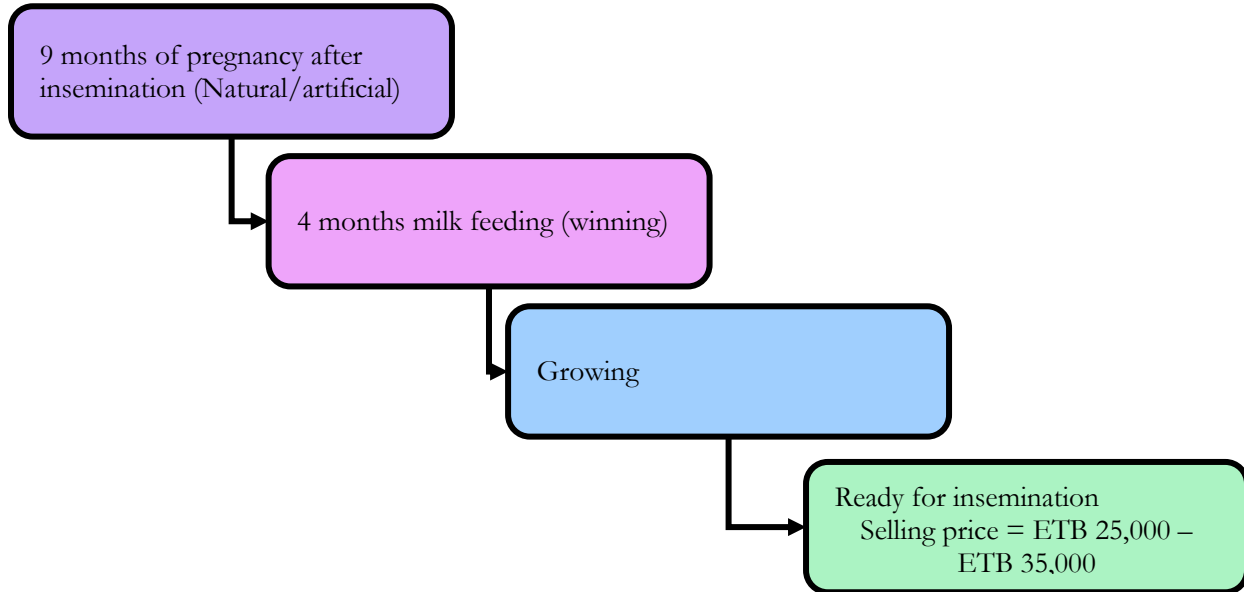 9 months of pregnancy after
insemination (Natural/artificial)
4 months milk feeding (winning)
Growing
Ready for insemination
Selling price = ETB 25,000 –
ETB 35,000